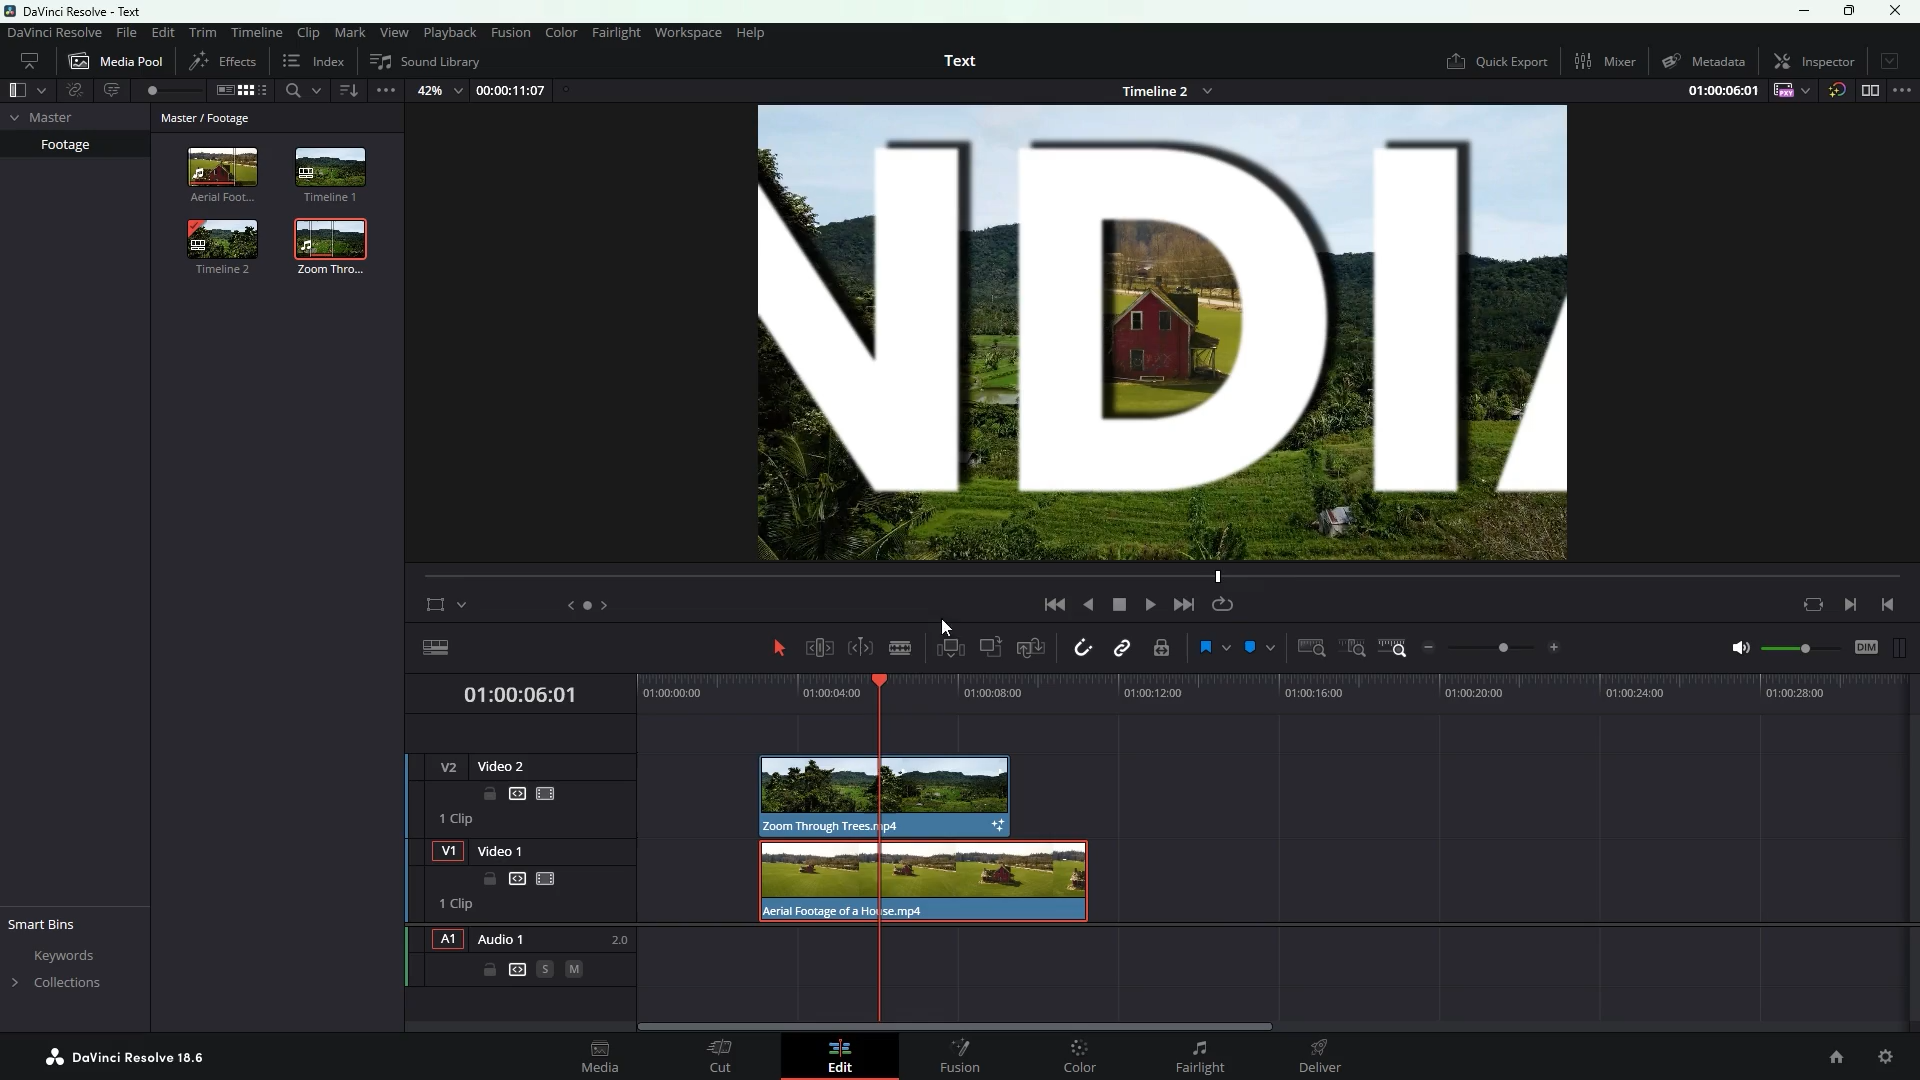 DaVinci Resolve - Text
DaVinci Resolve File Edit Trim Timeline Clip Mark View Playback Fusion Color Fairlight Workspace Help
Media Pool Effects Index Sound Library Text Quick Export Mixer Metadata Inspector
42% 00:00:11:07 Timeline 2 01:00:06:01 PXY
Master
Footage
Master / Footage
Aerial Foot...
Timeline 1
Timeline 2
Zoom Thro...
NDIA
DIM
01:00:06:01
01:00:00:00 01:00:04:00 01:00:08:00 01:00:12:00 01:00:16:00 01:00:20:00 01:00:24:00 01:00:28:00
V2 Video 2
1 Clip
Zoom Through Trees.mp4
V1 Video 1
1 Clip
Aerial Footage of a House.mp4
A1 Audio 1 2.0
S M
Smart Bins
Keywords
Collections
DaVinci Resolve 18.6
Media Cut Edit Fusion Color Fairlight Deliver